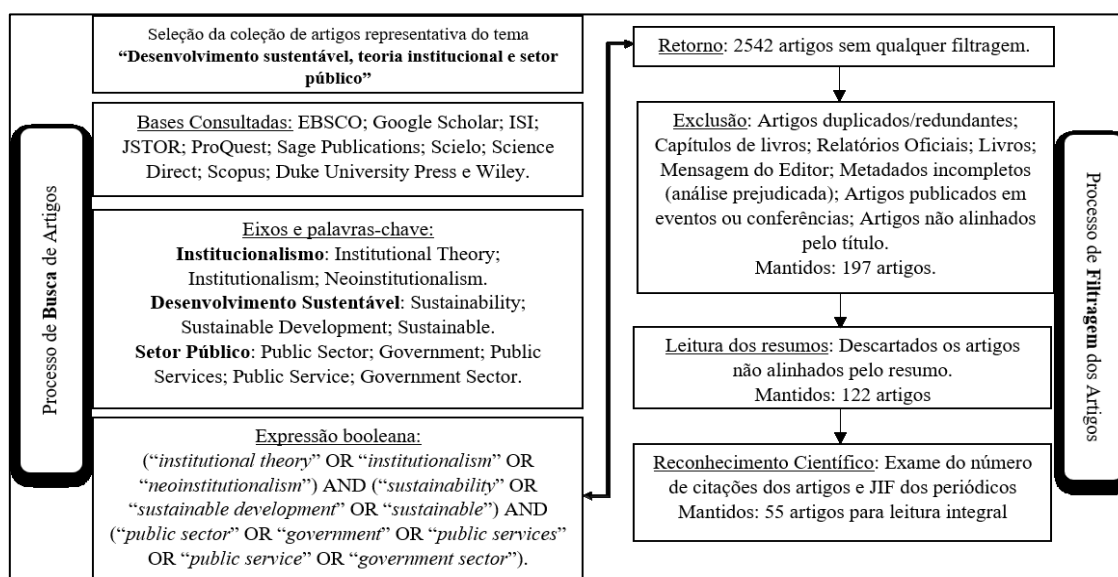 Processo de Busca de Artigos
Seleção da coleção de artigos representativa do tema
“Desenvolvimento sustentável, teoria institucional e setor
público”
Bases Consultadas: EBSCO; Google Scholar; ISI;
JSTOR; ProQuest; Sage Publications; Scielo; Science
Direct; Scopus; Duke University Press e Wiley.
Eixos e palavras-chave:
Institucionalismo: Institutional Theory;
Institutionalism; Neoinstitutionalism.
Desenvolvimento Sustentável: Sustainability;
Sustainable Development; Sustainable.
Setor Público: Public Sector; Government; Public
Services; Public Service; Government Sector.
Expressão booleana:
(“institutional theory” OR “institutionalism” OR
“neoinstitutionalism”) AND (“sustainability” OR
“sustainable development” OR “sustainable”) AND
(“public sector” OR “government” OR “public services”
OR “public service” OR “government sector”).
Retorno: 2542 artigos sem qualquer filtragem.
Exclusão: Artigos duplicados/redundantes;
Capítulos de livros; Relatórios Oficiais; Livros;
Mensagem do Editor; Metadados incompletos
(análise prejudicada); Artigos publicados em
eventos ou conferências; Artigos não alinhados
pelo título.
Mantidos: 197 artigos.
Leitura dos resumos: Descartados os artigos
não alinhados pelo resumo.
Mantidos: 122 artigos
Reconhecimento Científico: Exame do número
de citações dos artigos e JIF dos periódicos
Mantidos: 55 artigos para leitura integral
Processo de Filtragem dos Artigos